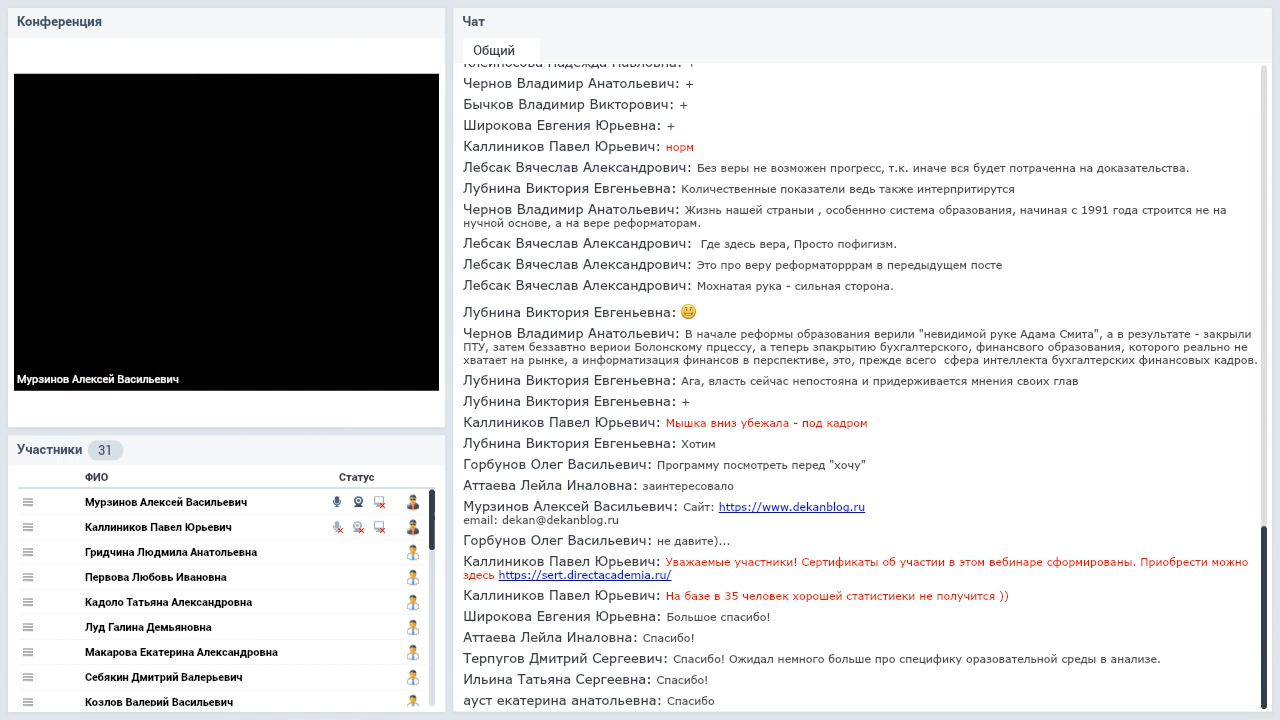 Конференция
Мурзинов Алексей Васильевич
Участники 31
ФИО Статус
Мурзинов Алексей Васильевич
Каллиников Павел Юрьевич
Гридчина Людмила Анатольевна
Первова Любовь Ивановна
Кадоло Татьяна Александровна
Луд Галина Демьяновна
Макарова Екатерина Александровна
Себякин Дмитрий Валерьевич
Козлов Валерий Васильевич
Чат
Общий
Клейносова Надежда Павловна: +
Чернов Владимир Анатольевич: +
Бычков Владимир Викторович: +
Широкова Евгения Юрьевна: +
Каллиников Павел Юрьевич: норм
Лебсак Вячеслав Александрович: Без веры не возможен прогресс, т.к. иначе вся будет потраченна на доказательства.
Лубнина Виктория Евгеньевна: Количественные показатели ведь также интерпритирутся
Чернов Владимир Анатольевич: Жизнь нашей страныи , особеннно система образования, начиная с 1991 года строится не на
нучной основе, а на вере реформаторам.
Лебсак Вячеслав Александрович: Где здесь вера, Просто пофигизм.
Лебсак Вячеслав Александрович: Это про веру реформаторррам в передыдущем посте
Лебсак Вячеслав Александрович: Мохнатая рука - сильная сторона.
Лубнина Виктория Евгеньевна:
Чернов Владимир Анатольевич: В начале реформы образования верили "невидимой руке Адама Смита", а в результате - закрыли
ПТУ, затем беззавтно вериои Болонскому прцессу, а теперь зпакрытию бухгалтерского, финансвого образования, которого реально не
хватает на рынке, а информатизация финансов в перспективе, это, прежде всего  сфера интеллекта бухгалтерских финансовых кадров.
Лубнина Виктория Евгеньевна: Ага, власть сейчас непостояна и придерживается мнения своих глав
Лубнина Виктория Евгеньевна: +
Каллиников Павел Юрьевич: Мышка вниз убежала - под кадром
Лубнина Виктория Евгеньевна: Хотим
Горбунов Олег Васильевич: Программу посмотреть перед "хочу"
Аттаева Лейла Иналовна: заинтересовало
Мурзинов Алексей Васильевич: Сайт: https://www.dekanblog.ru
email: dekan@dekanblog.ru
Горбунов Олег Васильевич: не давите)...
Каллиников Павел Юрьевич: Уважаемые участники! Сертификаты об участии в этом вебинаре сформированы. Приобрести можно
здесь https://sert.directacademia.ru/
Каллиников Павел Юрьевич: На базе в 35 человек хорошей статистиеки не получится ))
Широкова Евгения Юрьевна: Большое спасибо!
Аттаева Лейла Иналовна: Спасибо!
Терпугов Дмитрий Сергеевич: Спасибо! Ожидал немного больше про специфику оразовательной среды в анализе.
Ильина Татьяна Сергеевна: Спасибо!
ауст екатерина анатольевна: Спасибо